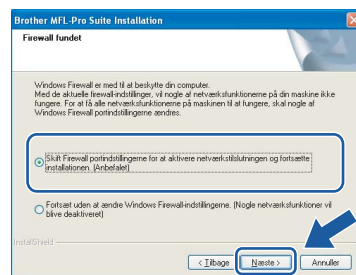 Brother MFL-Pro Suite Installation
Firewall fundet
Windows Firewall er med til at beskytte din computer.
Med de aktuelle firewall-indstillinger, vil nogle af netværksfunktionerne på din maskine ikke
fungere. For at få alle netværksfunktionerne på maskinen til at fungere, skal nogle af
Windows Firewall portindstillingerne ændres.
Skift Firewall portindstillingerne for at aktivere netværkstilslutningen og fortsætte
installationen. (Anbefalet)
Fortsæt uden at ændre Windows Firewall-indstillingerne. (Nogle netværksfunktioner vil
blive deaktiveret)
InstallShield
< Tilbage
Næste >
Annuller